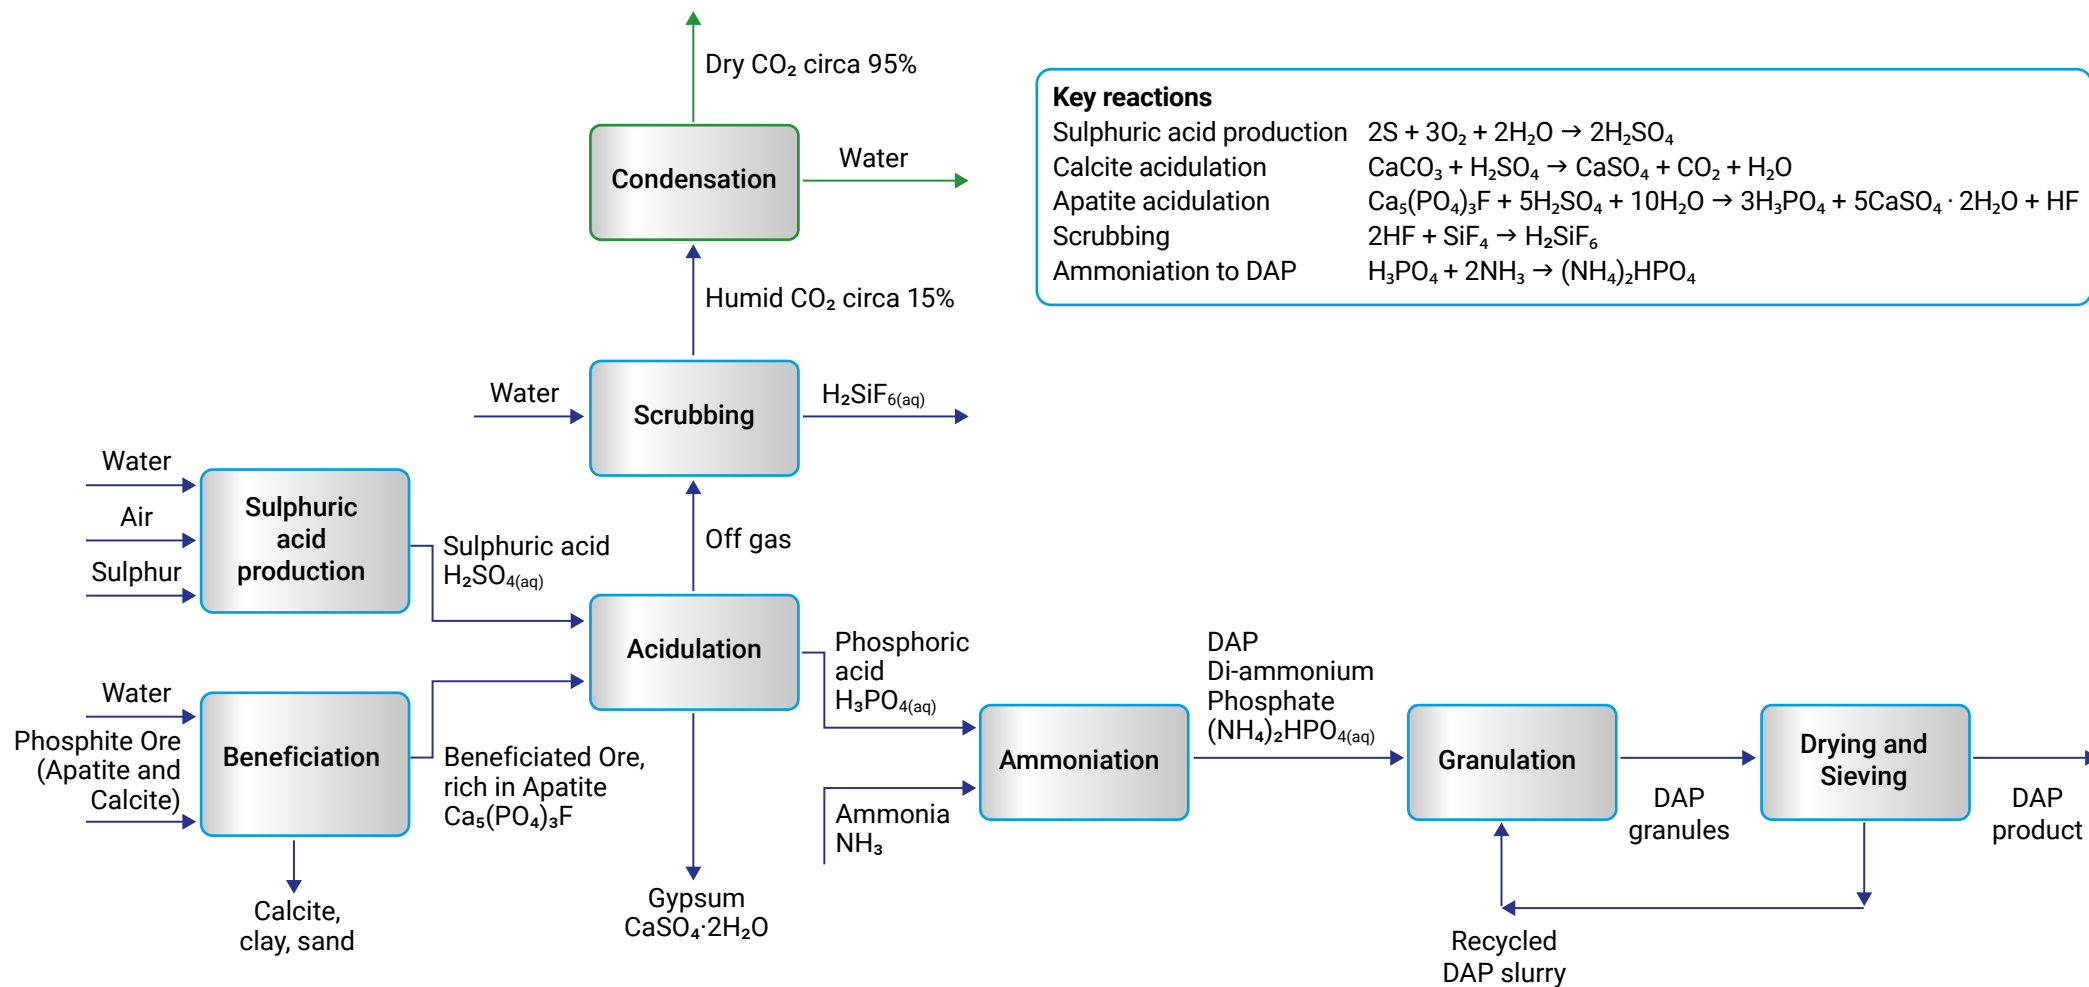 Dry CO₂ circa 95%
Condensation
Water
Humid CO₂ circa 15%
Water
Scrubbing
H₂SiF₆(aq)
Off gas
Key reactions
Sulphuric acid production 2S + 3O₂ + 2H₂O → 2H₂SO₄
Calcite acidulation CaCO₃ + H₂SO₄ → CaSO₄ + CO₂ + H₂O
Apatite acidulation Ca₅(PO₄)₃F + 5H₂SO₄ + 10H₂O → 3H₃PO₄ + 5CaSO₄ · 2H₂O + HF
Scrubbing 2HF + SiF₄ → H₂SiF₆
Ammoniation to DAP H₃PO₄ + 2NH₃ → (NH₄)₂HPO₄
Water
Air
Sulphur
Sulphuric
acid
production
Sulphuric acid
H₂SO₄(aq)
Water
Phosphite Ore
(Apatite and
Calcite)
Beneficiation
Beneficiated Ore,
rich in Apatite
Ca₅(PO₄)₃F
Calcite,
clay, sand
Acidulation
Gypsum
CaSO₄·2H₂O
Phosphoric
acid
H₃PO₄(aq)
Ammonia
NH₃
Ammoniation
DAP
Di-ammonium
Phosphate
(NH₄)₂HPO₄(aq)
Granulation
DAP
granules
Drying and
Sieving
DAP
product
Recycled
DAP slurry